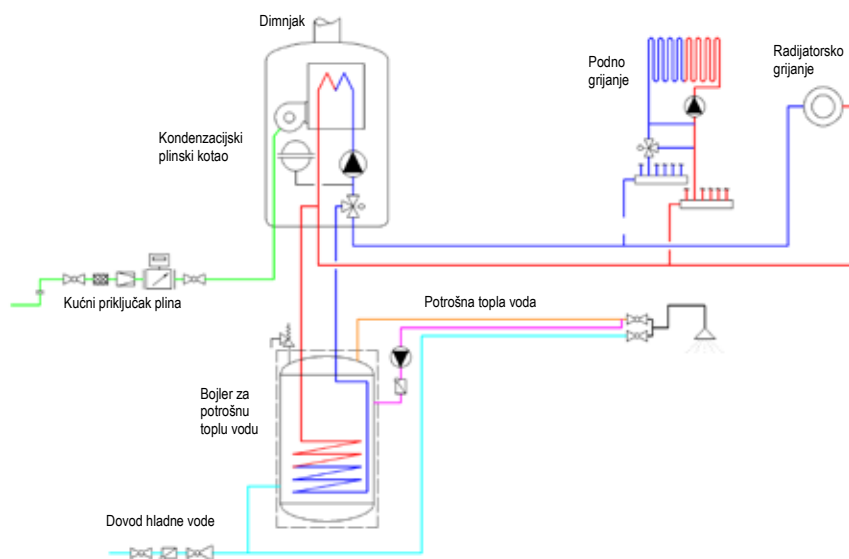 Dimnjak
Podno
grijanje
Radijatorsko
grijanje
Kondenzacijski
plinski kotao
Kućni priključak plina
Potrošna topla voda
Bojler za
potrošnu
toplu vodu
Dovod hladne vode